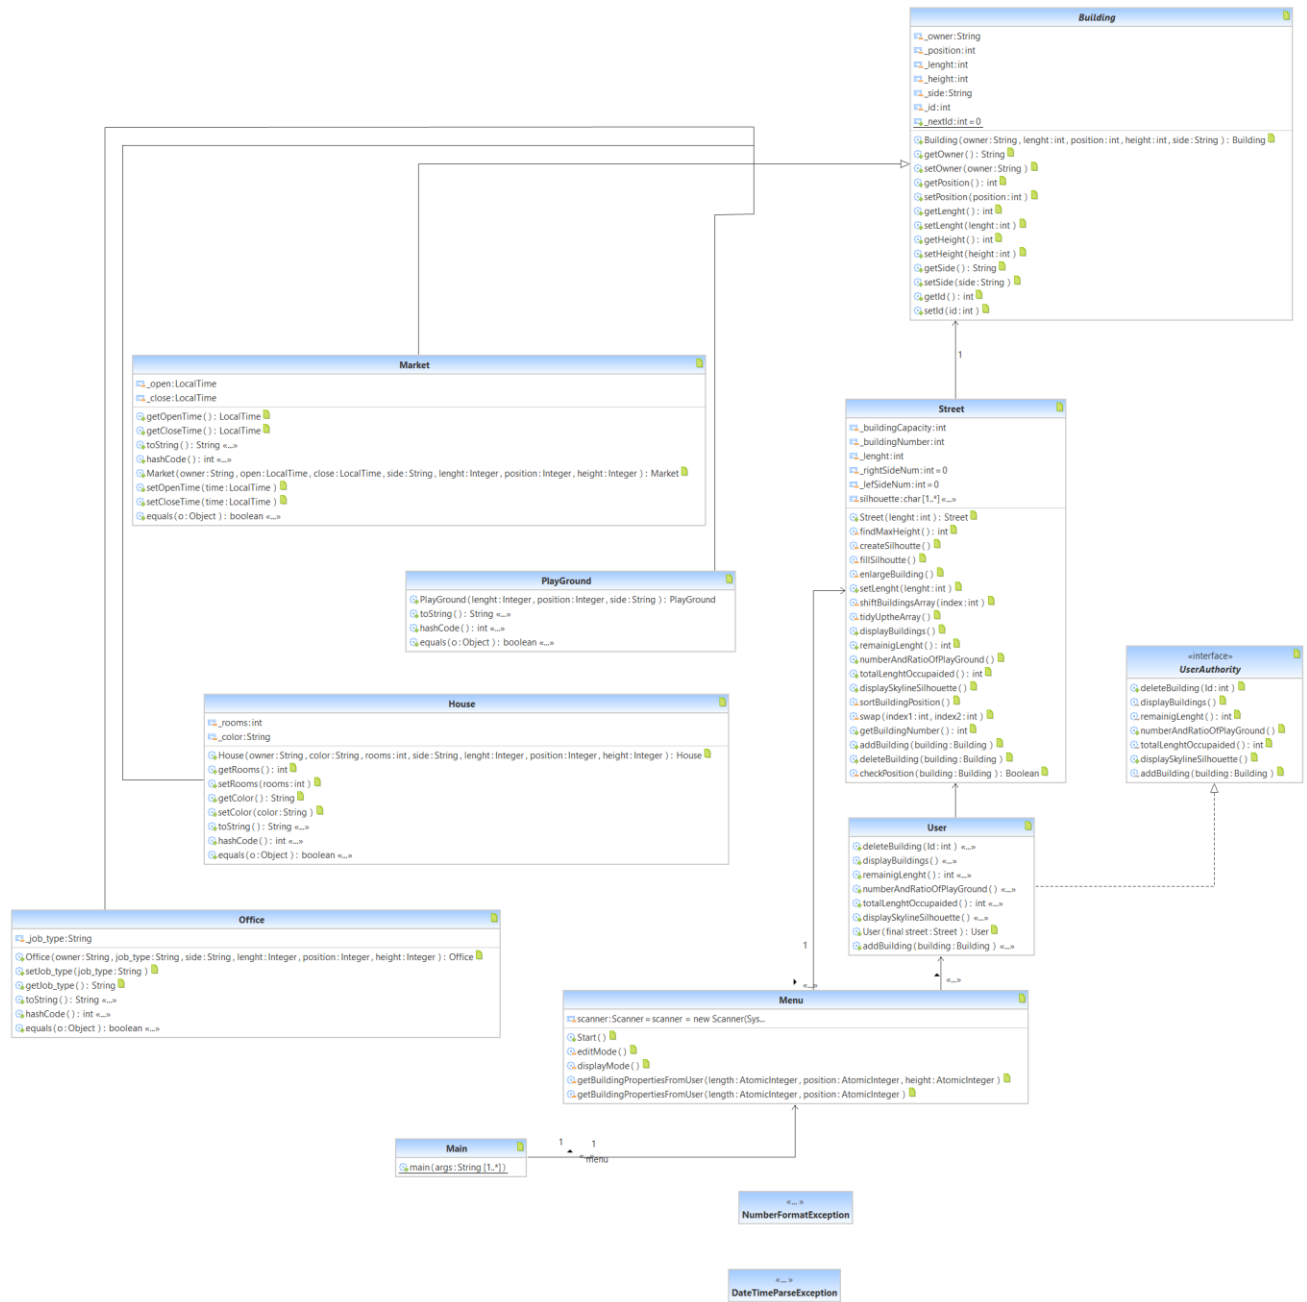 Building
_owner:String
_position:int
_lenght:int
_height:int
_side:String
_id:int
_nextId:int = 0
Building(owner:String, lenght:int, position:int, height:int, side:String) : Building
getOwner() : String
setOwner(owner:String)
getPosition() : int
setPosition(position:int)
getLenght() : int
setLenght(lenght:int)
getHeight() : int
setHeight(height:int)
getSide() : String
setSide(side:String)
getId() : int
setId(id:int)
1
Market
_open:LocalTime
_close:LocalTime
getOpenTime() : LocalTime
getCloseTime() : LocalTime
toString() : String «...»
hashCode() : int «...»
Market(owner:String, open:LocalTime, close:LocalTime, side:String, lenght:Integer, position:Integer, height:Integer) : Market
setOpenTime(time:LocalTime)
setCloseTime(time:LocalTime)
equals(o:Object) : boolean «...»
Street
_buildingCapacity:int
_buildingNumber:int
_lenght:int
_rightSideNum:int = 0
_lefSideNum:int = 0
silhouette:char[1..*] «...»
Street(lenght:int) : Street
findMaxHeight() : int
createSilhoutte()
fillSilhoutte()
enlargeBuilding()
setLenght(lenght:int)
shiftBuildingsArray(index:int)
tidyUptheArray()
displayBuildings()
remainigLenght() : int
numberAndRatioOfPlayGround()
totalLenghtOccupaided() : int
displaySkylineSilhouette()
sortBuildingPosition()
swap(index1:int, index2:int)
getBuildingNumber() : int
addBuilding(building:Building)
deleteBuilding(building:Building)
checkPosition(building:Building) : Boolean
PlayGround
PlayGround(lenght:Integer, position:Integer, side:String) : PlayGround
toString() : String «...»
hashCode() : int «...»
equals(o:Object) : boolean «...»
«interface»
UserAuthority
deleteBuilding(Id:int)
displayBuildings()
remainigLenght() : int
numberAndRatioOfPlayGround()
totalLenghtOccupaided() : int
displaySkylineSilhouette()
addBuilding(building:Building)
House
_rooms:int
_color:String
House(owner:String, color:String, rooms:int, side:String, lenght:Integer, position:Integer, height:Integer) : House
getRooms() : int
setRooms(rooms:int)
getColor() : String
setColor(color:String)
toString() : String «...»
hashCode() : int «...»
equals(o:Object) : boolean «...»
User
deleteBuilding(Id:int) «...»
displayBuildings() «...»
remainigLenght() : int «...»
numberAndRatioOfPlayGround() «...»
totalLenghtOccupaided() : int «...»
displaySkylineSilhouette() «...»
User(final street:Street) : User
addBuilding(building:Building) «...»
Office
_job_type:String
Office(owner:String, job_type:String, side:String, lenght:Integer, position:Integer, height:Integer) : Office
setJob_type(job_type:String)
getJob_type() : String
toString() : String «...»
hashCode() : int «...»
equals(o:Object) : boolean «...»
1
«...»
«...»
Menu
scanner:Scanner = scanner = new Scanner(Sys...
Start()
editMode()
displayMode()
getBuildingPropertiesFromUser(length:AtomicInteger, position:AtomicInteger, height:AtomicInteger)
getBuildingPropertiesFromUser(length:AtomicInteger, position:AtomicInteger)
Main
main(args:String [1..*])
1
1
menu
«...»
NumberFormatException
«...»
DateTimeParseException